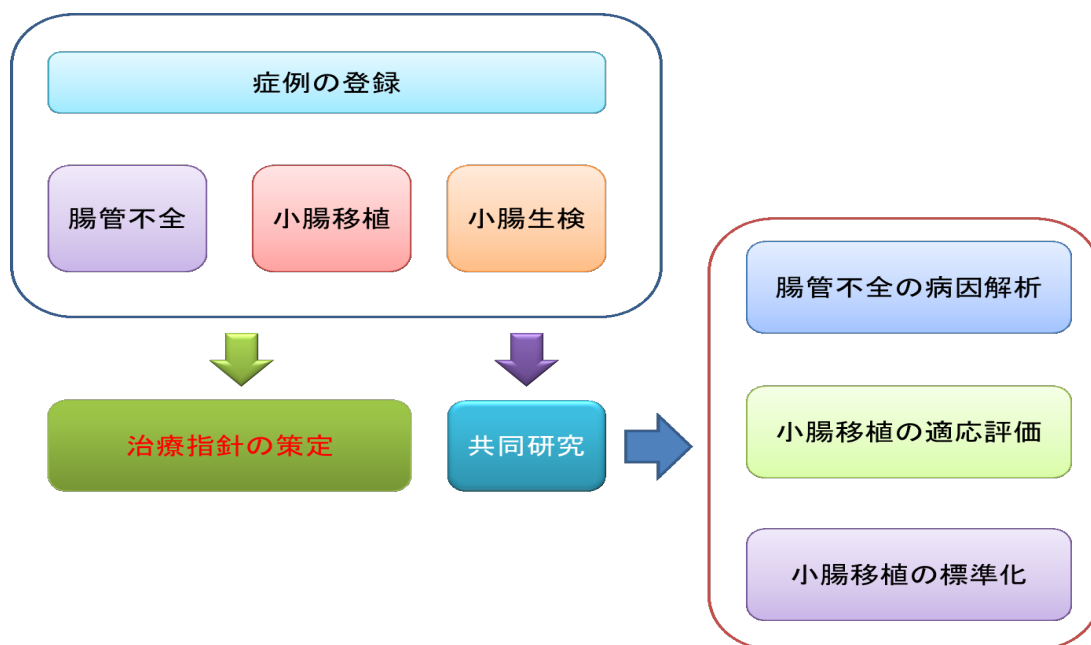 症例の登録
腸管不全
小腸移植
小腸生検
治療指針の策定
共同研究
腸管不全の病因解析
小腸移植の適応評価
小腸移植の標準化